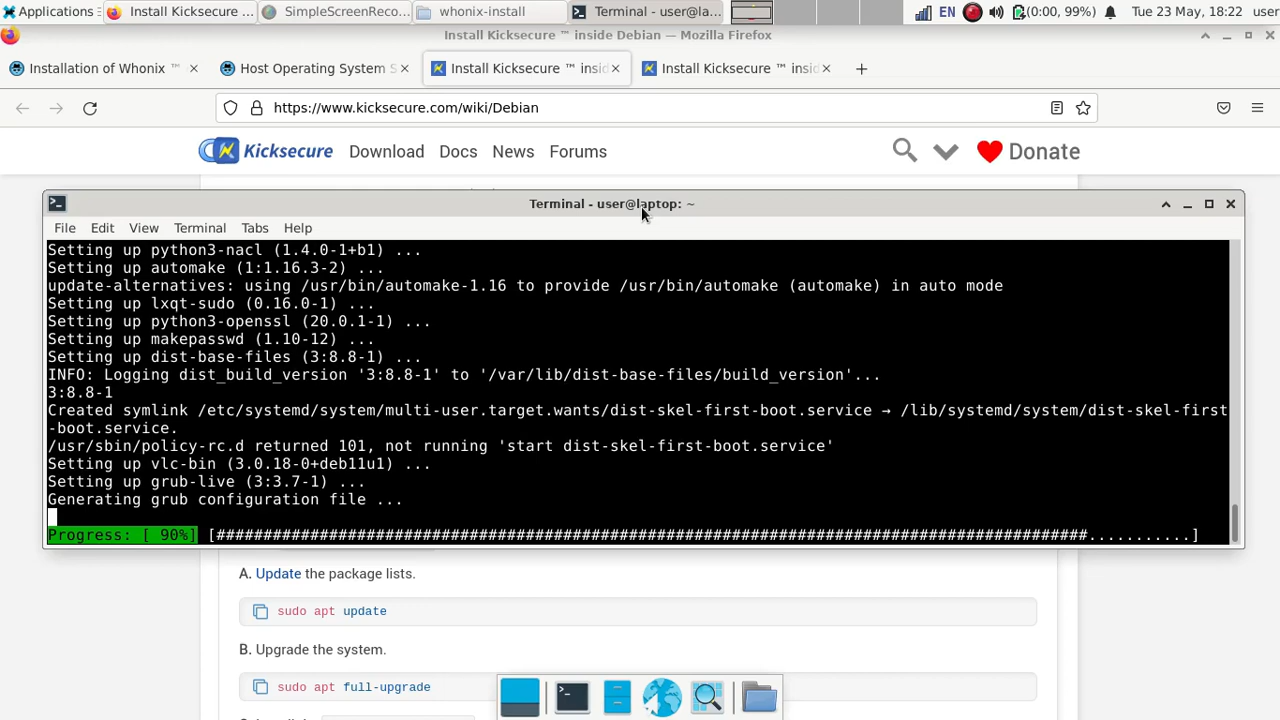 Applications
Install Kicksecure ...
SimpleScreenReco...
whonix-install
Terminal - user@la...
EN
(0:00, 99%)
Tue 23 May, 18:22
user
Install Kicksecure ™ inside Debian — Mozilla Firefox
Installation of Whonix ™
Host Operating System S
Install Kicksecure ™ insid
Install Kicksecure ™ insid
https://www.kicksecure.com/wiki/Debian
Kicksecure
Download
Docs
News
Forums
Donate
Terminal - user@laptop: ~
File Edit View Terminal Tabs Help
Setting up python3-nacl (1.4.0-1+b1) ...
Setting up automake (1:1.16.3-2) ...
update-alternatives: using /usr/bin/automake-1.16 to provide /usr/bin/automake (automake) in auto mode
Setting up lxqt-sudo (0.16.0-1) ...
Setting up python3-openssl (20.0.1-1) ...
Setting up makepasswd (1.10-12) ...
Setting up dist-base-files (3:8.8-1) ...
INFO: Logging dist_build_version '3:8.8-1' to '/var/lib/dist-base-files/build_version'...
3:8.8-1
Created symlink /etc/systemd/system/multi-user.target.wants/dist-skel-first-boot.service → /lib/systemd/system/dist-skel-first
-boot.service.
/usr/sbin/policy-rc.d returned 101, not running 'start dist-skel-first-boot.service'
Setting up vlc-bin (3.0.18-0+deb11u1) ...
Setting up grub-live (3:3.7-1) ...
Generating grub configuration file ...
Progress: [ 90%] [#################################################################################............]
A. Update the package lists.
sudo apt update
B. Upgrade the system.
sudo apt full-upgrade